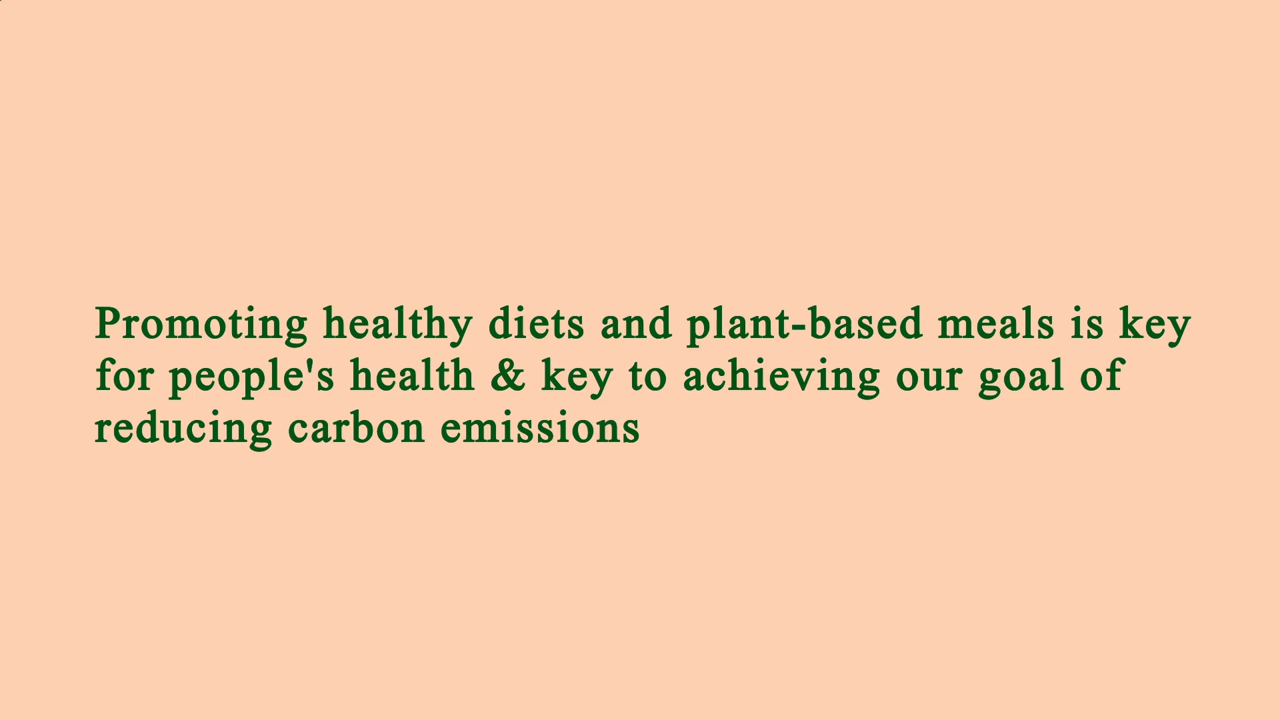 Promoting healthy diets and plant-based meals is key
for people's health & key to achieving our goal of
reducing carbon emissions